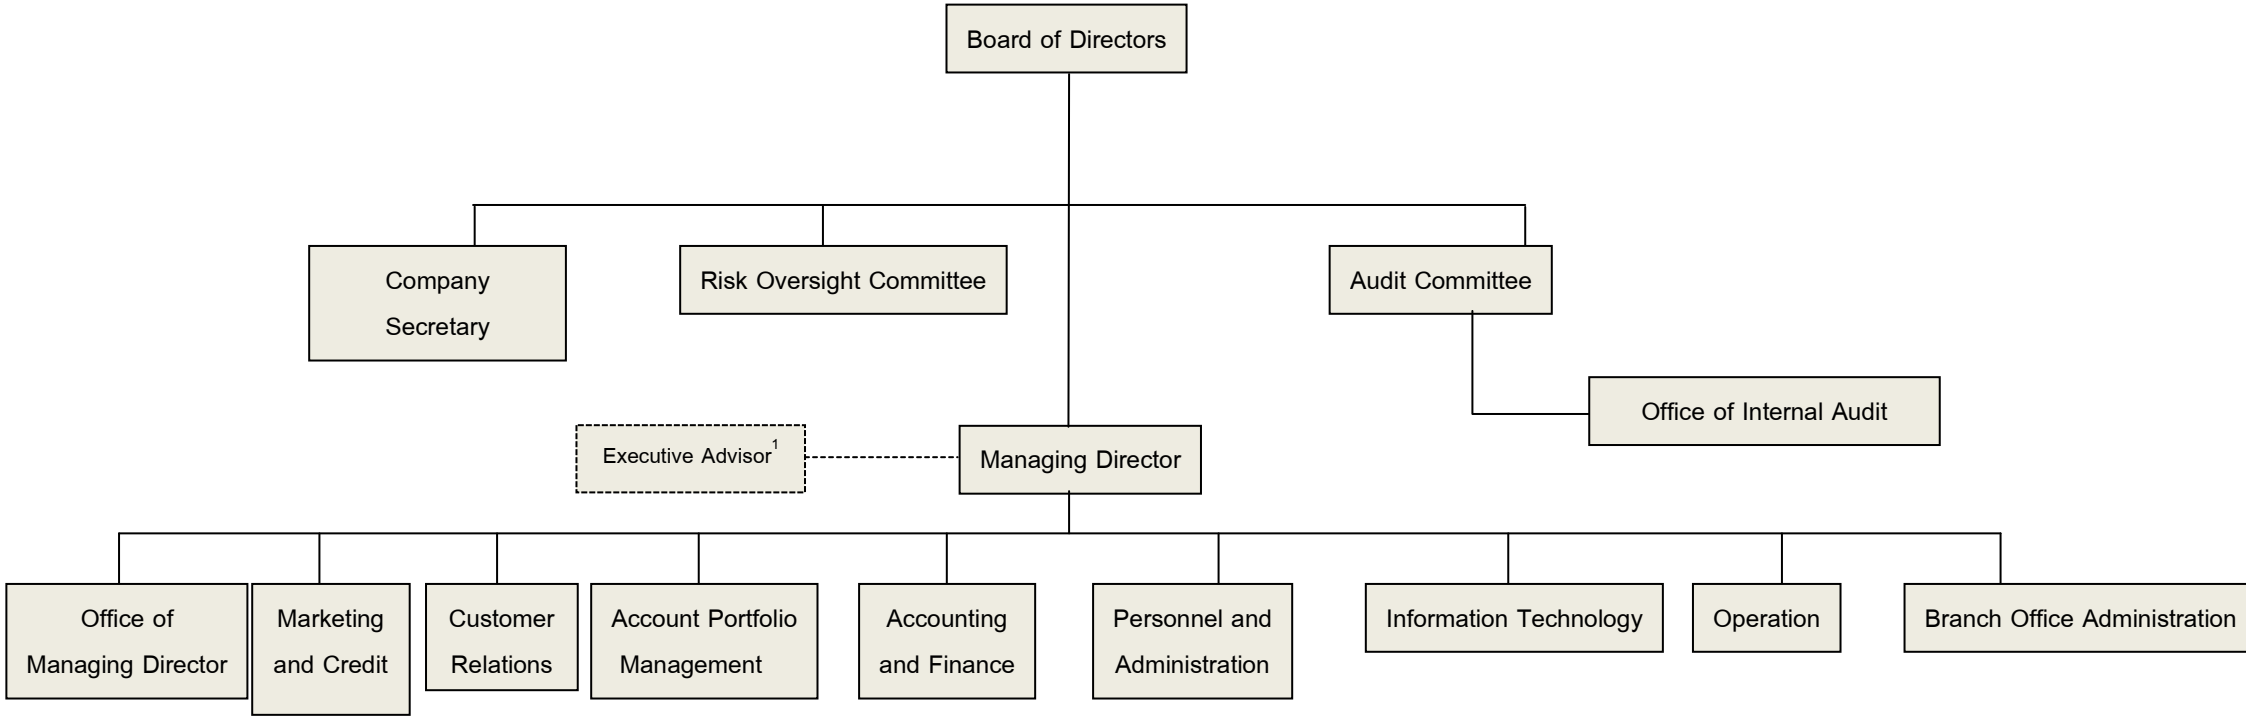 Board of Directors
Company
Secretary
Risk Oversight Committee
Audit Committee
Office of Internal Audit
Executive Advisor1
Managing Director
Office of
Managing Director
Marketing
and Credit
Customer
Relations
Account Portfolio
Management
Accounting
and Finance
Personnel and
Administration
Information Technology
Operation
Branch Office Administration